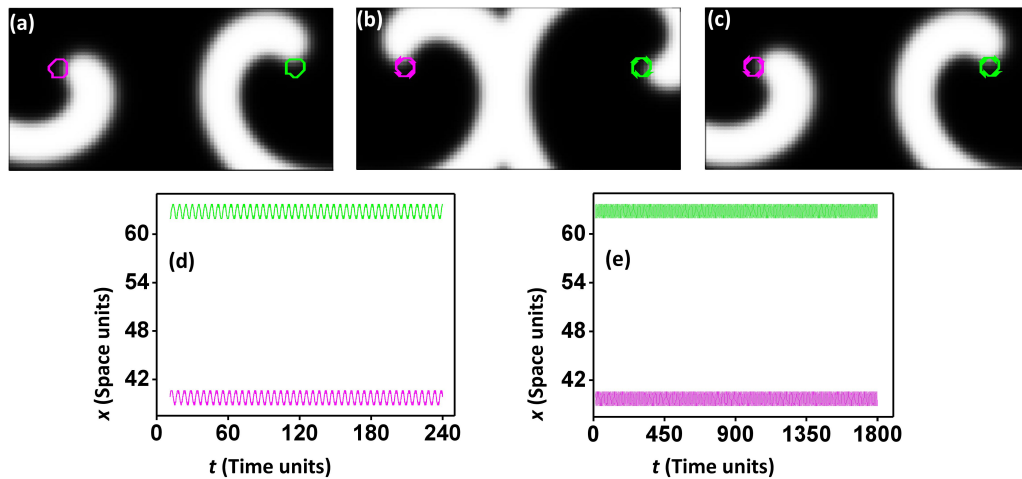 (a)
(b)
(c)
60
54
48
42
x (Space units)
(d)
0
60
120
180
240
t (Time units)
60
54
48
42
x (Space units)
(e)
0
450
900
1350
1800
t (Time units)